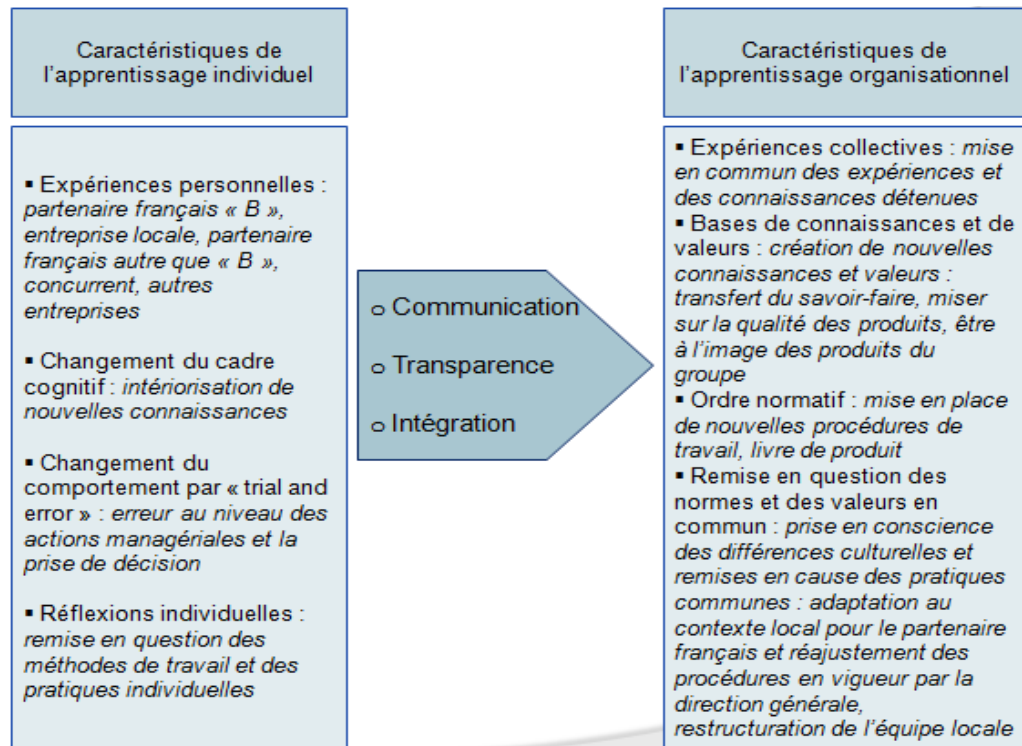 Caractéristiques de
l'apprentissage individuel
▪ Expériences personnelles :
partenaire français « B »,
entreprise locale, partenaire
français autre que « B »,
concurrent, autres
entreprises
▪ Changement du cadre
cognitif : intériorisation de
nouvelles connaissances
▪ Changement du
comportement par « trial and
error » : erreur au niveau des
actions managériales et la
prise de décision
▪ Réflexions individuelles :
remise en question des
méthodes de travail et des
pratiques individuelles
o Communication
o Transparence
o Intégration
Caractéristiques de
l'apprentissage organisationnel
▪ Expériences collectives : mise
en commun des expériences et
des connaissances détenues
▪ Bases de connaissances et de
valeurs : création de nouvelles
connaissances et valeurs :
transfert du savoir-faire, miser
sur la qualité des produits, être
à l'image des produits du
groupe
▪ Ordre normatif : mise en place
de nouvelles procédures de
travail, livre de produit
▪ Remise en question des
normes et des valeurs en
commun : prise en conscience
des différences culturelles et
remises en cause des pratiques
communes : adaptation au
contexte local pour le partenaire
français et réajustement des
procédures en vigueur par la
direction générale,
restructuration de l'équipe locale